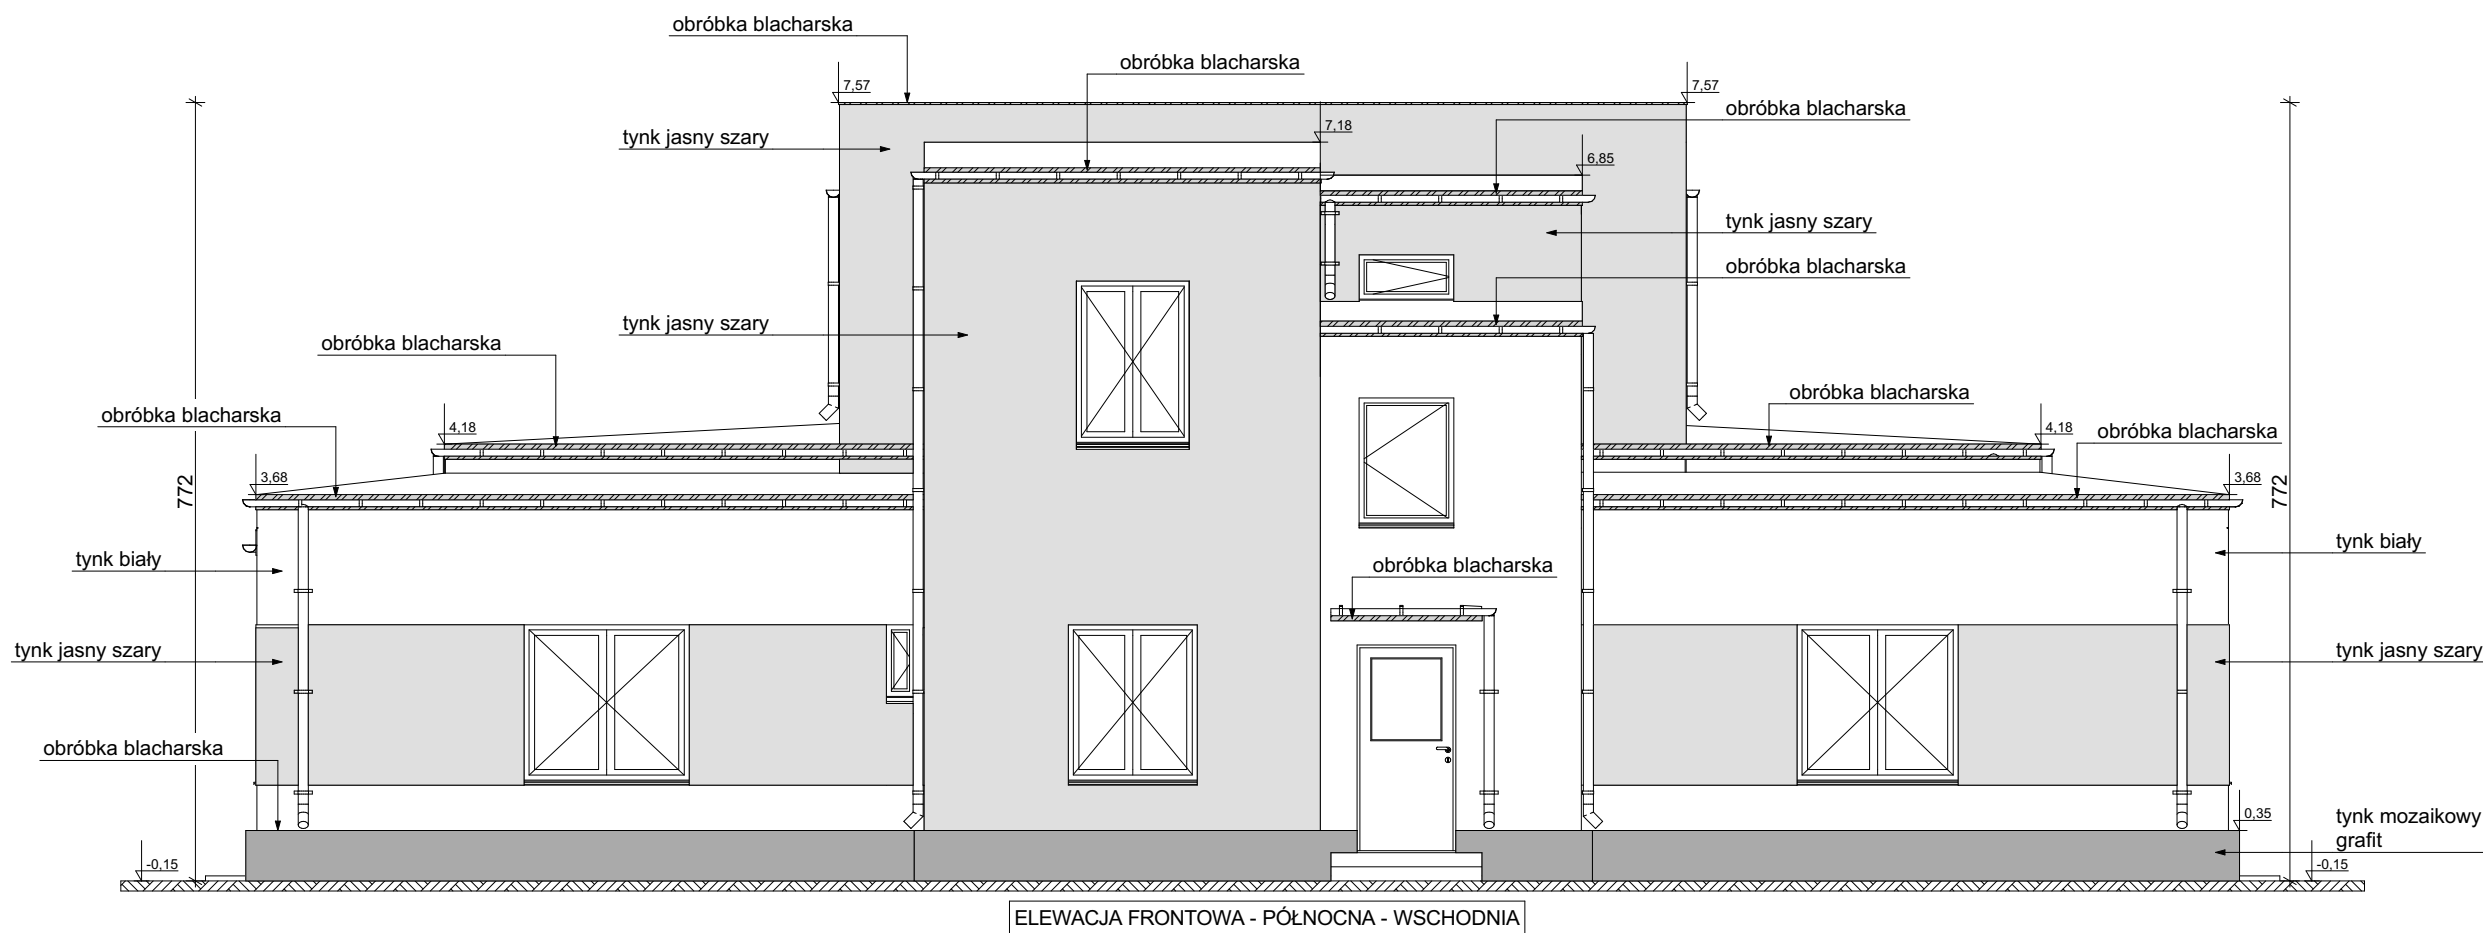 obróbka blacharska
obróbka blacharska
7,57
7,57
obróbka blacharska
7,18
tynk jasny szary
6,85
tynk jasny szary
obróbka blacharska
tynk jasny szary
obróbka blacharska
obróbka blacharska
obróbka blacharska
4,18
4,18
obróbka blacharska
3,68
3,68
772
772
tynk biały
obróbka blacharska
tynk biały
tynk jasny szary
tynk jasny szary
obróbka blacharska
0,35
tynk mozaikowy
grafit
-0,15
-0,15
ELEWACJA FRONTOWA - PÓŁNOCNA - WSCHODNIA